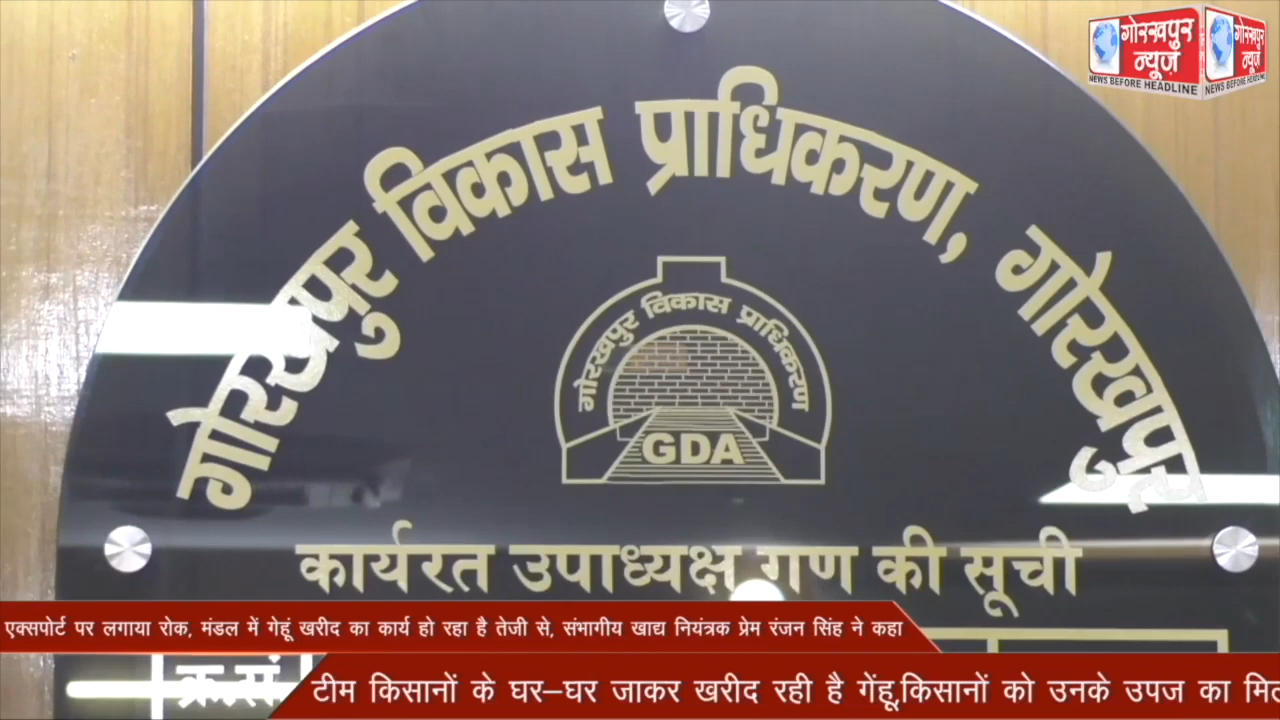 गोरखपुर न्यूज़
NEWS BEFORE HEADLINE
गोरखपुर न्यूज़
NEWS BEFORE HEADLINE
गोरखपुर विकास प्राधिकरण, गोरखपुर
गोरखपुर विकास प्राधिकरण
GDA
कार्यरत उपाध्यक्ष गण की सूची
एक्सपोर्ट पर लगाया रोक, मंडल में गेहूं खरीद का कार्य हो रहा है तेजी से, संभागीय खाद्य नियंत्रक प्रेम रंजन सिंह ने कहा
क्र.सं.
टीम किसानों के घर–घर जाकर खरीद रही है गेंहू,किसानों को उनके उपज का